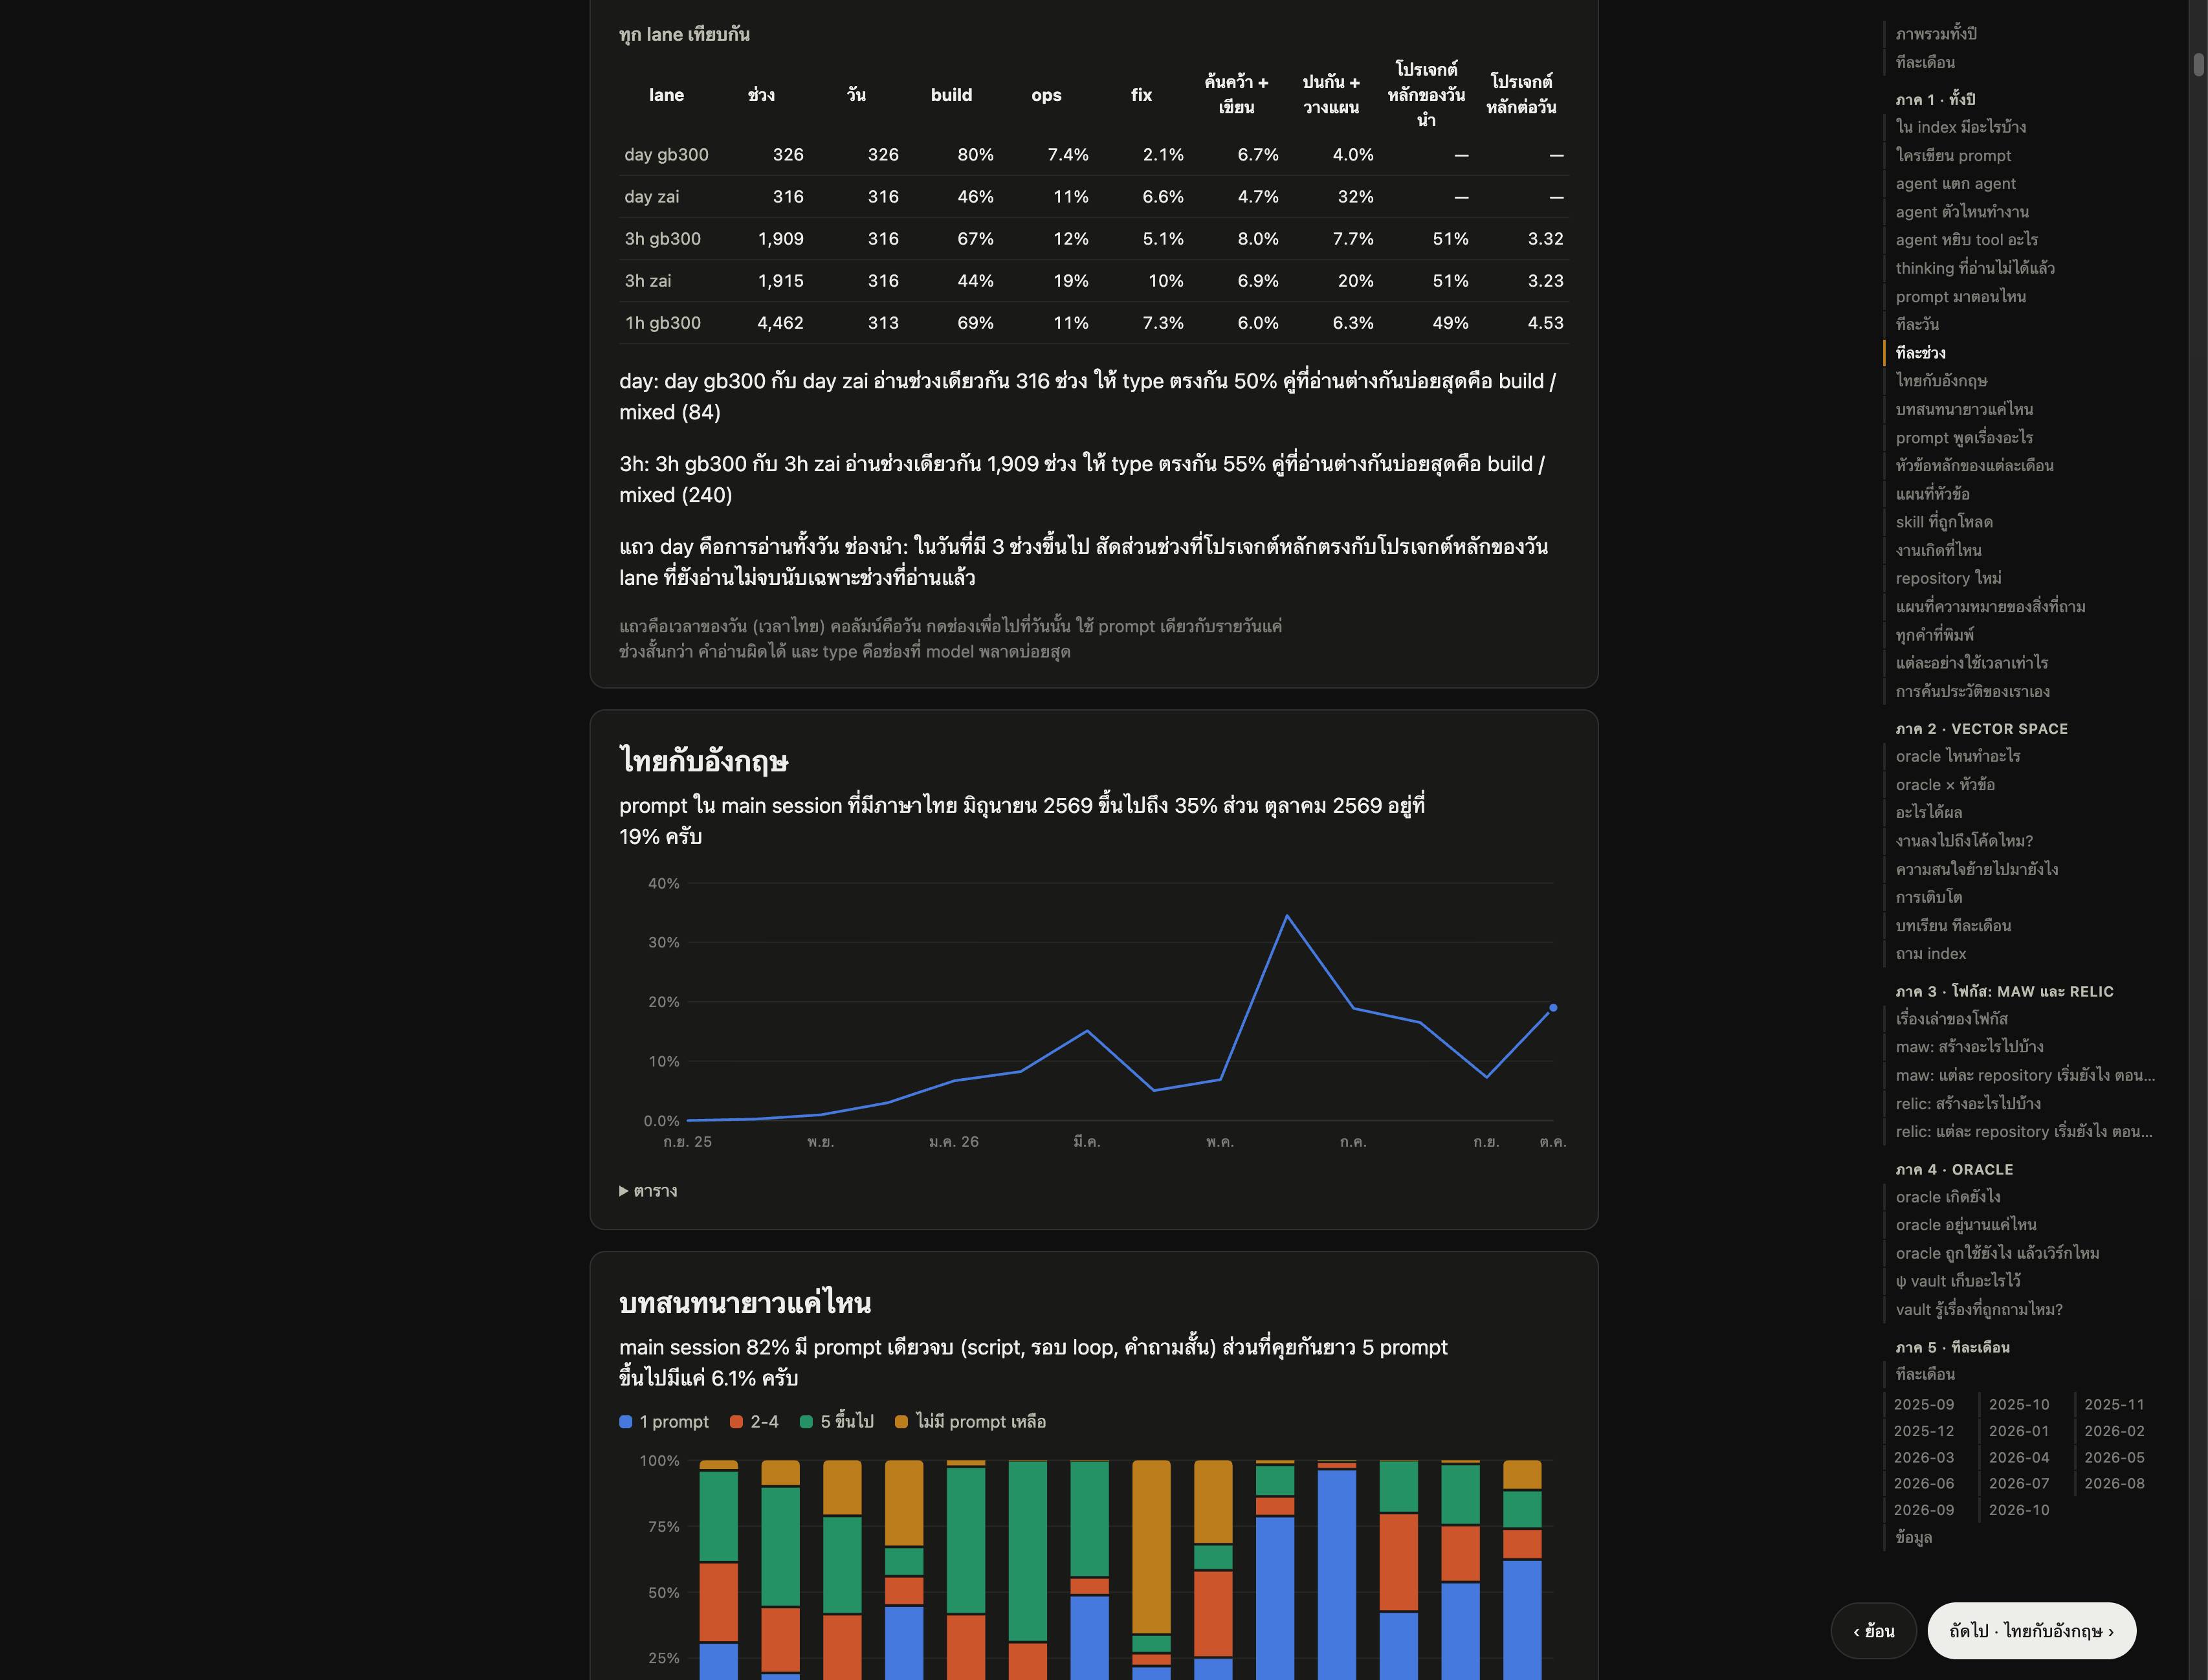 ทุก lane เทียบกัน
lane ช่วง วัน build ops fix ค้นคว้า + เขียน ปนกัน + วางแผน โปรเจกต์หลักของวันนำ โปรเจกต์หลักต่อวัน
day gb300 326 326 80% 7.4% 2.1% 6.7% 4.0% — —
day zai 316 316 46% 11% 6.6% 4.7% 32% — —
3h gb300 1,909 316 67% 12% 5.1% 8.0% 7.7% 51% 3.32
3h zai 1,915 316 44% 19% 10% 6.9% 20% 51% 3.23
1h gb300 4,462 313 69% 11% 7.3% 6.0% 6.3% 49% 4.53
day: day gb300 กับ day zai อ่านช่วงเดียวกัน 316 ช่วง ให้ type ตรงกัน 50% คู่ที่อ่านต่างกันบ่อยสุดคือ build /
mixed (84)
3h: 3h gb300 กับ 3h zai อ่านช่วงเดียวกัน 1,909 ช่วง ให้ type ตรงกัน 55% คู่ที่อ่านต่างกันบ่อยสุดคือ build /
mixed (240)
แถว day คือการอ่านทั้งวัน ช่องนำ: ในวันที่มี 3 ช่วงขึ้นไป สัดส่วนช่วงที่โปรเจกต์หลักตรงกับโปรเจกต์หลักของวัน
lane ที่ยังอ่านไม่จบนับเฉพาะช่วงที่อ่านแล้ว
แถวคือเวลาของวัน (เวลาไทย) คอลัมน์คือวัน กดช่องเพื่อไปที่วันนั้น ใช้ prompt เดียวกับรายวันแค่
ช่วงสั้นกว่า คำอ่านผิดได้ และ type คือช่องที่ model พลาดบ่อยสุด
ไทยกับอังกฤษ
prompt ใน main session ที่มีภาษาไทย มิถุนายน 2569 ขึ้นไปถึง 35% ส่วน ตุลาคม 2569 อยู่ที่
19% ครับ
40%
30%
20%
10%
0.0%
ก.ย. 25 พ.ย. ม.ค. 26 มี.ค. พ.ค. ก.ค. ก.ย. ต.ค.
▶ ตาราง
บทสนทนายาวแค่ไหน
main session 82% มี prompt เดียวจบ (script, รอบ loop, คำถามสั้น) ส่วนที่คุยกันยาว 5 prompt
ขึ้นไปมีแค่ 6.1% ครับ
1 prompt 2-4 5 ขึ้นไป ไม่มี prompt เหลือ
100%
75%
50%
25%
ภาพรวมทั้งปี
ทีละเดือน
ภาค 1 · ทั้งปี
ใน index มีอะไรบ้าง
ใครเขียน prompt
agent แตก agent
agent ตัวไหนทำงาน
agent หยิบ tool อะไร
thinking ที่อ่านไม่ได้แล้ว
prompt มาตอนไหน
ทีละวัน
ทีละช่วง
ไทยกับอังกฤษ
บทสนทนายาวแค่ไหน
prompt พูดเรื่องอะไร
หัวข้อหลักของแต่ละเดือน
แผนที่หัวข้อ
skill ที่ถูกโหลด
งานเกิดที่ไหน
repository ใหม่
แผนที่ความหมายของสิ่งที่ถาม
ทุกคำที่พิมพ์
แต่ละอย่างใช้เวลาเท่าไร
การค้นประวัติของเราเอง
ภาค 2 · VECTOR SPACE
oracle ไหนทำอะไร
oracle × หัวข้อ
อะไรได้ผล
งานลงไปถึงโค้ดไหม?
ความสนใจย้ายไปมายังไง
การเติบโต
บทเรียน ทีละเดือน
ถาม index
ภาค 3 · โฟกัส: MAW และ RELIC
เรื่องเล่าของโฟกัส
maw: สร้างอะไรไปบ้าง
maw: แต่ละ repository เริ่มยังไง ตอน...
relic: สร้างอะไรไปบ้าง
relic: แต่ละ repository เริ่มยังไง ตอน...
ภาค 4 · ORACLE
oracle เกิดยังไง
oracle อยู่นานแค่ไหน
oracle ถูกใช้ยังไง แล้วเวิร์กไหม
ψ vault เก็บอะไรไว้
vault รู้เรื่องที่ถูกถามไหม?
ภาค 5 · ทีละเดือน
ทีละเดือน
2025-09 2025-10 2025-11
2025-12 2026-01 2026-02
2026-03 2026-04 2026-05
2026-06 2026-07 2026-08
2026-09 2026-10
ข้อมูล
‹ ย้อน
ถัดไป · ไทยกับอังกฤษ ›